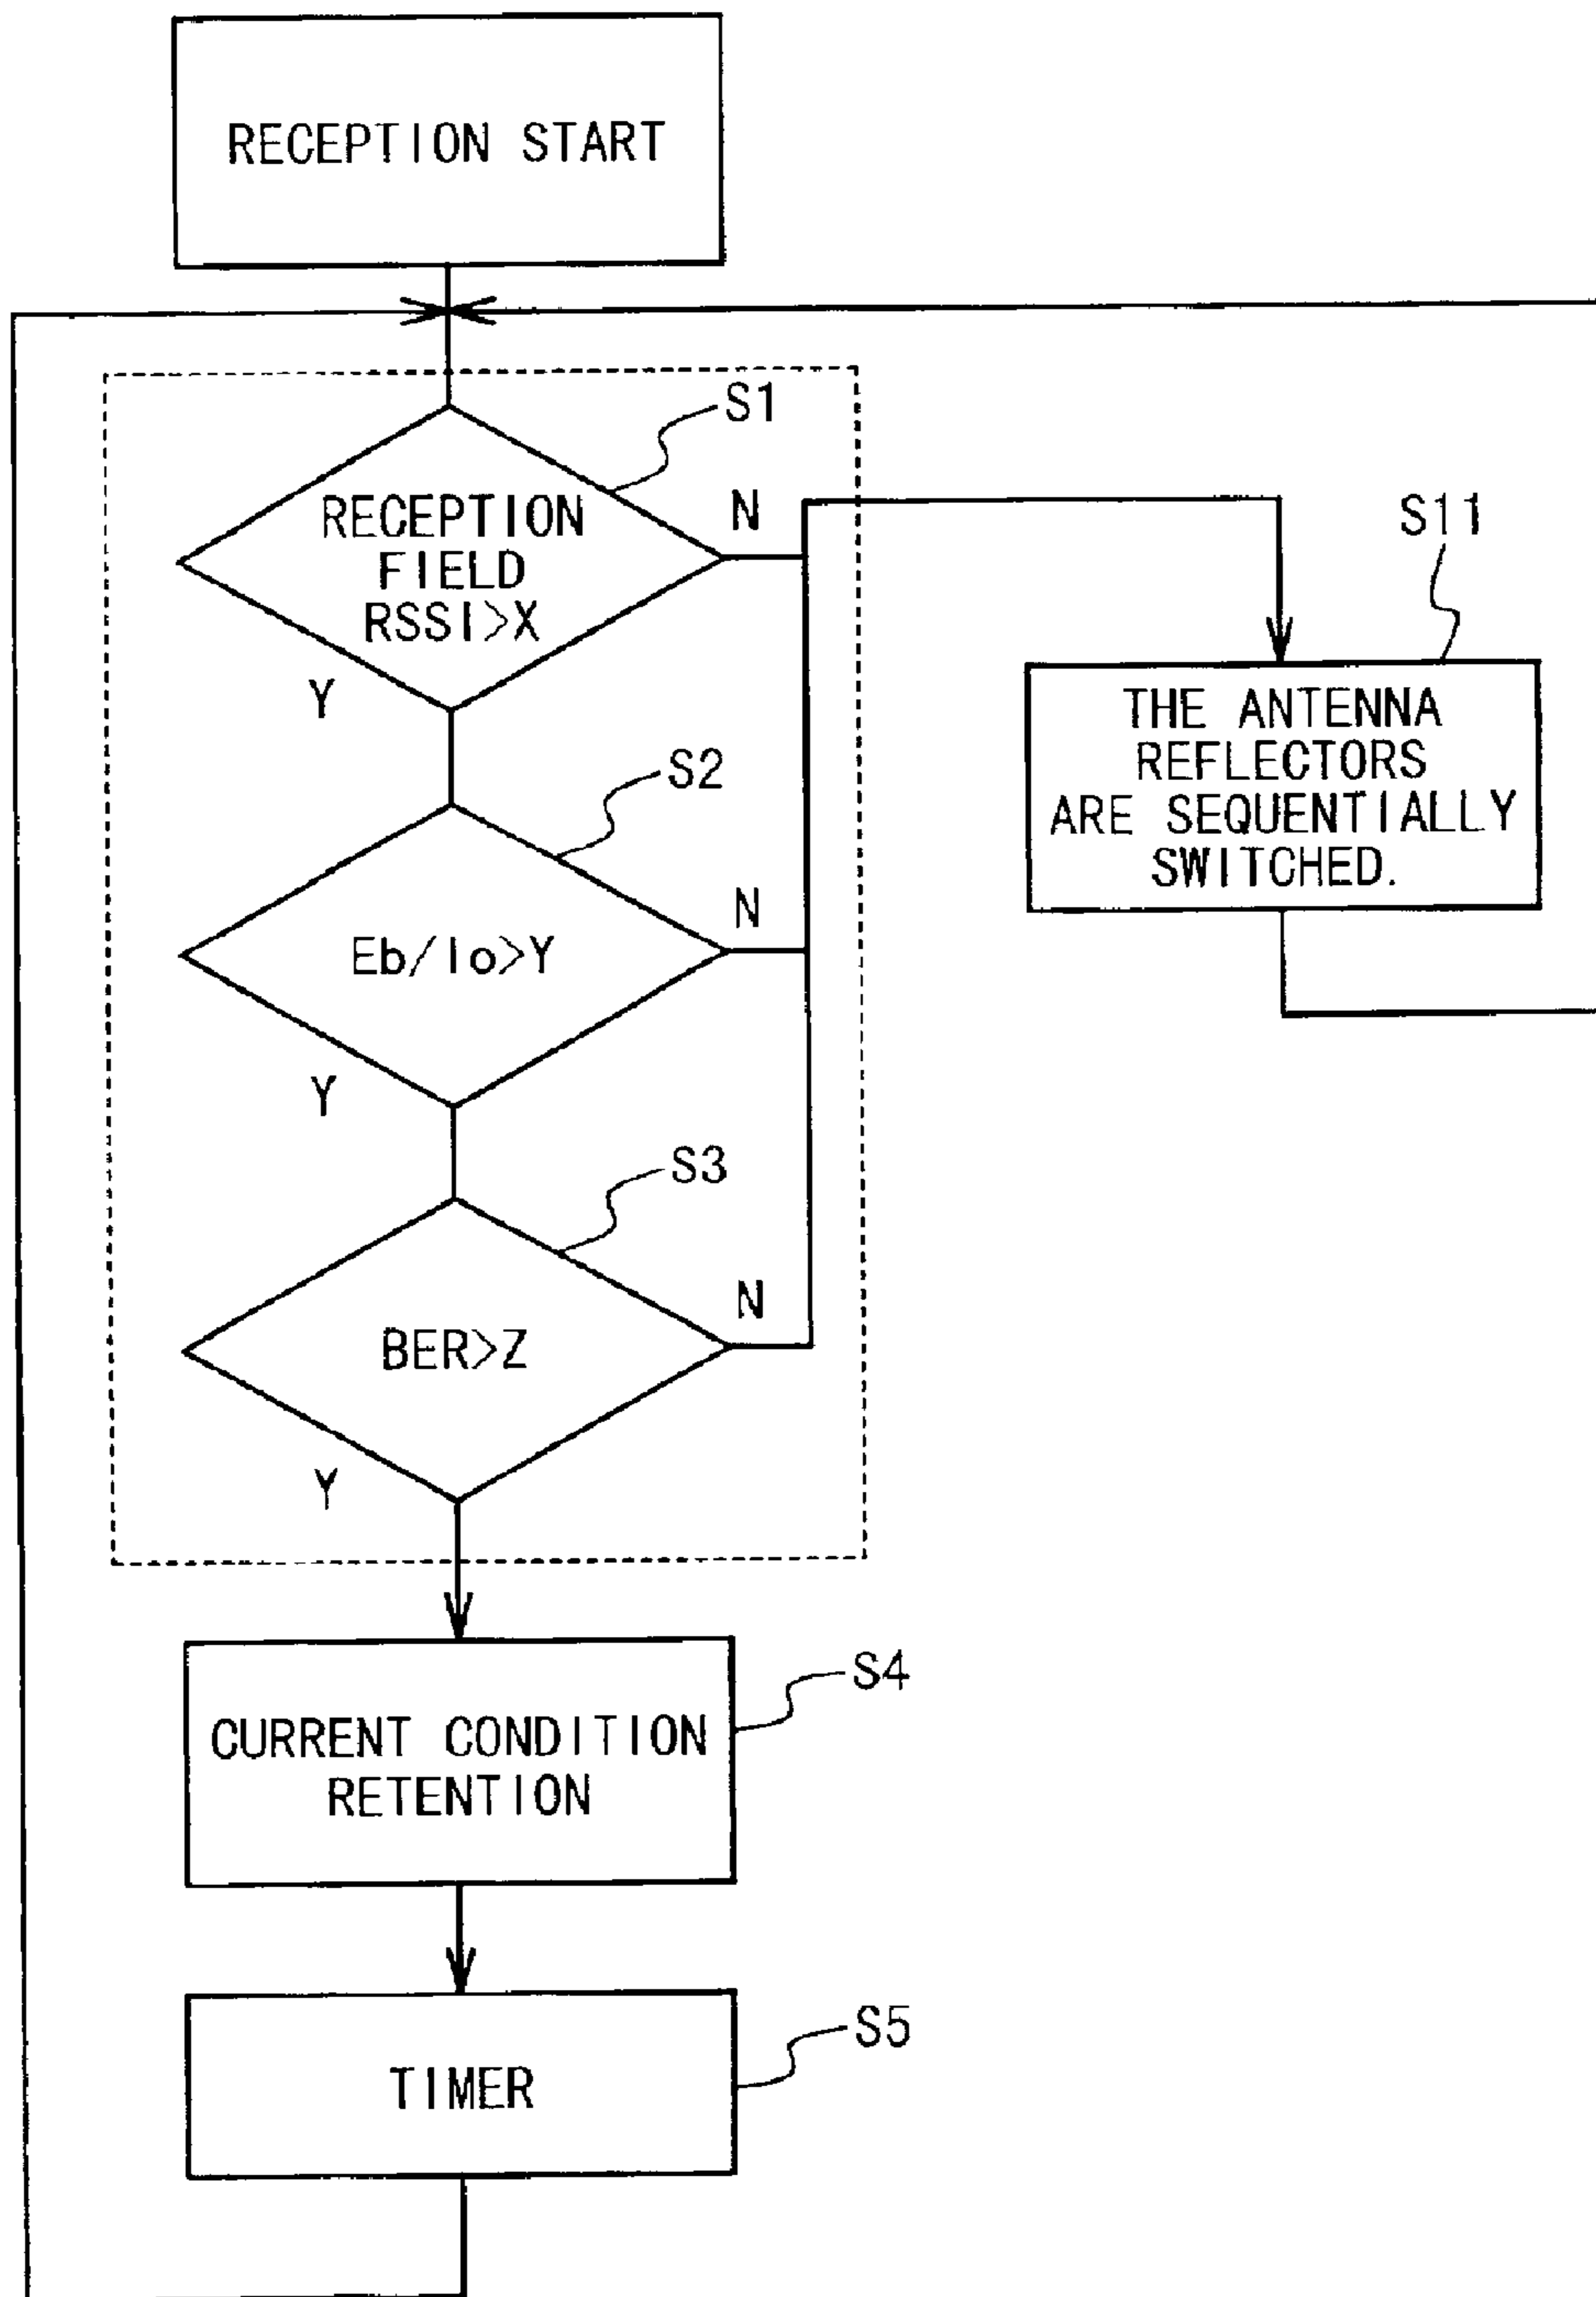 RECEPTION START
S1
RECEPTION
FIELD
RSSI>X
N
Y
S11
THE ANTENNA
REFLECTORS
ARE SEQUENTIALLY
SWITCHED.
S2
Eb/Io>Y
N
Y
S3
BER>Z
N
Y
S4
CURRENT CONDITION
RETENTION
S5
TIMER